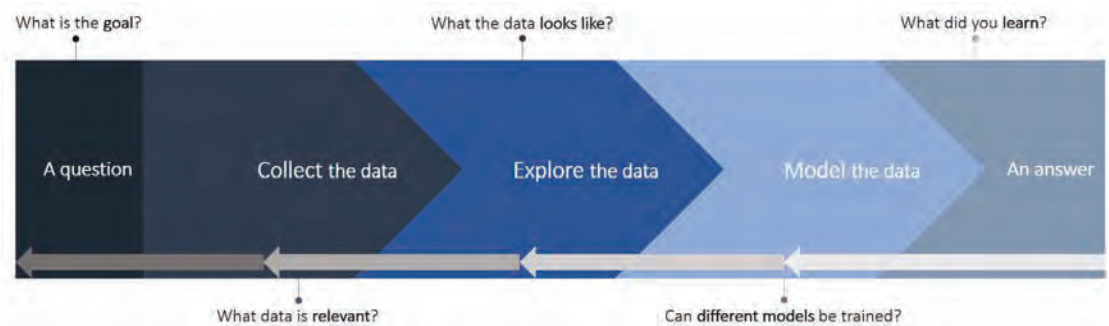 What is the goal?
What the data looks like?
What did you learn?
A question
Collect the data
Explore the data
Model the data
An answer
What data is relevant?
Can different models be trained?